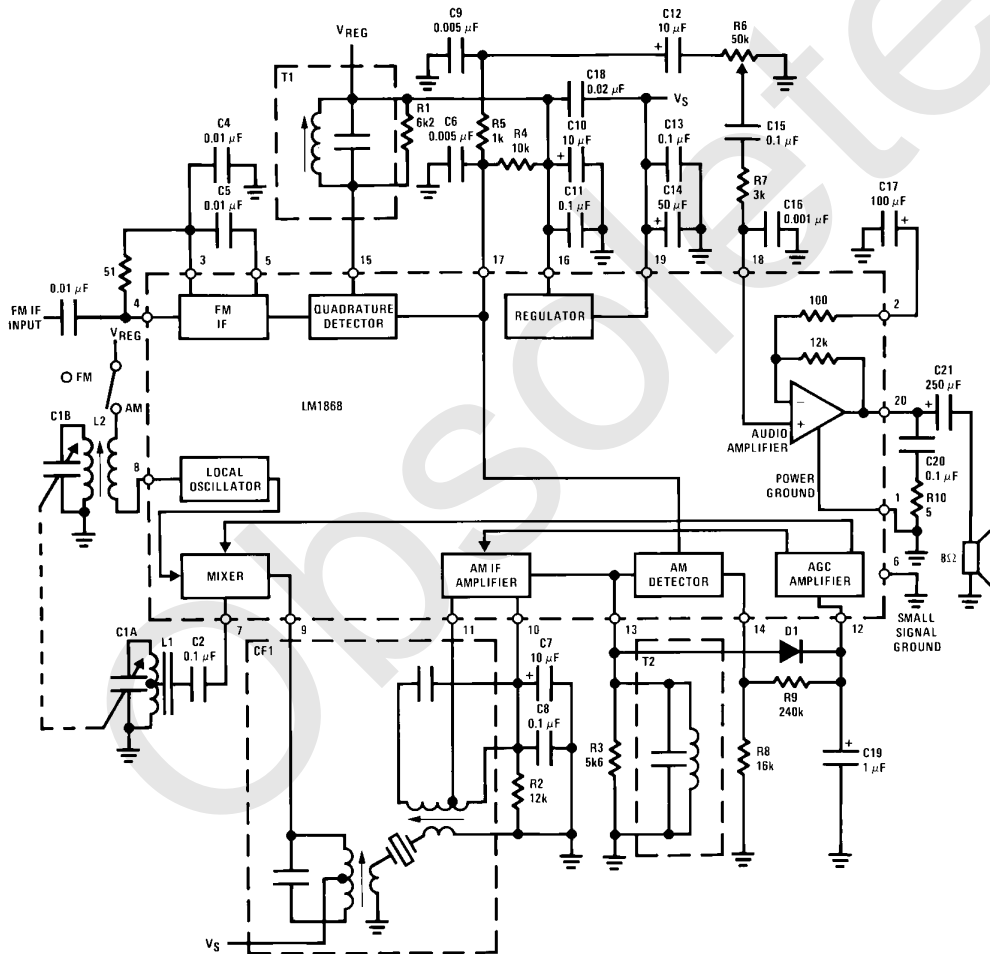 C9
0.005 μF
C12
10 μF
R6
50k
VREG
T1
C18
0.02 μF
VS
R1
6k2
C4
0.01 μF
C6
0.005 μF
R5
1k
R4
10k
C10
10 μF
C13
0.1 μF
C15
0.1 μF
C5
0.01 μF
C11
0.1 μF
C14
50 μF
R7
3k
C16
0.001 μF
C17
100 μF
51
3
5
15
17
16
19
18
0.01 μF
FM IF
INPUT
4
FM
IF
QUADRATURE
DETECTOR
REGULATOR
100
2
12k
VREG
FM
AM
LM1868
C1B
L2
AUDIO
AMPLIFIER
20
C21
250 μF
8
LOCAL
OSCILLATOR
POWER
GROUND
C20
0.1 μF
1
R10
5
8Ω
MIXER
AM IF
AMPLIFIER
AM
DETECTOR
AGC
AMPLIFIER
6
SMALL
SIGNAL
GROUND
7
9
11
10
13
14
12
C1A
L1
C2
0.1 μF
CF1
C7
10 μF
T2
D1
C8
0.1 μF
R9
240k
R3
5k6
R2
12k
R8
16k
C19
1 μF
VS
Obsolete